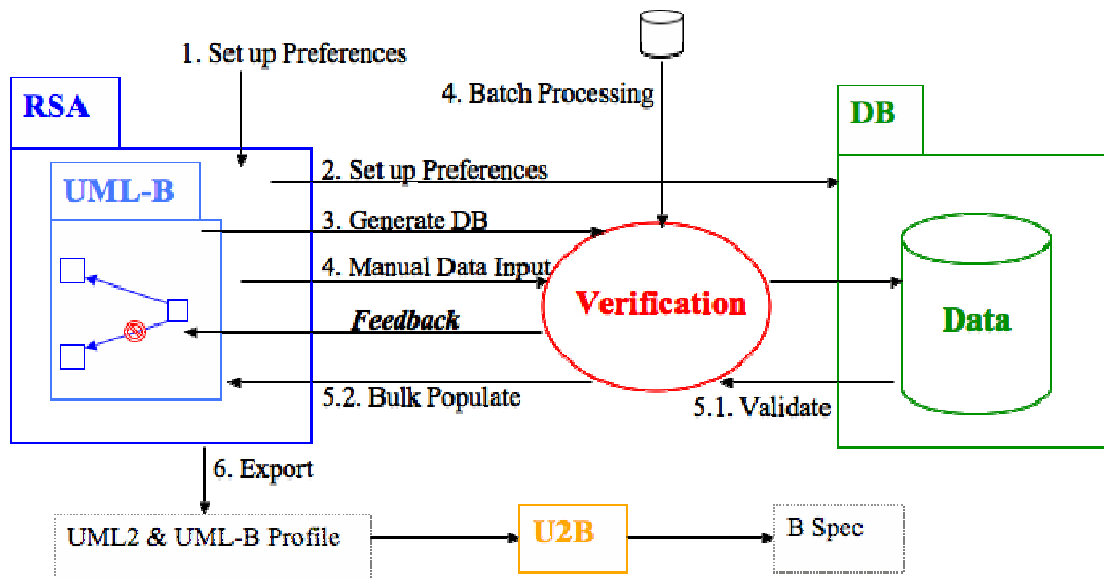 1. Set up Preferences
4. Batch Processing
RSA
DB
2. Set up Preferences
UML-B
3. Generate DB
4. Manual Data Input
Verification
Data
Feedback
5.2. Bulk Populate
5.1. Validate
6. Export
UML2 & UML-B Profile
U2B
B Spec